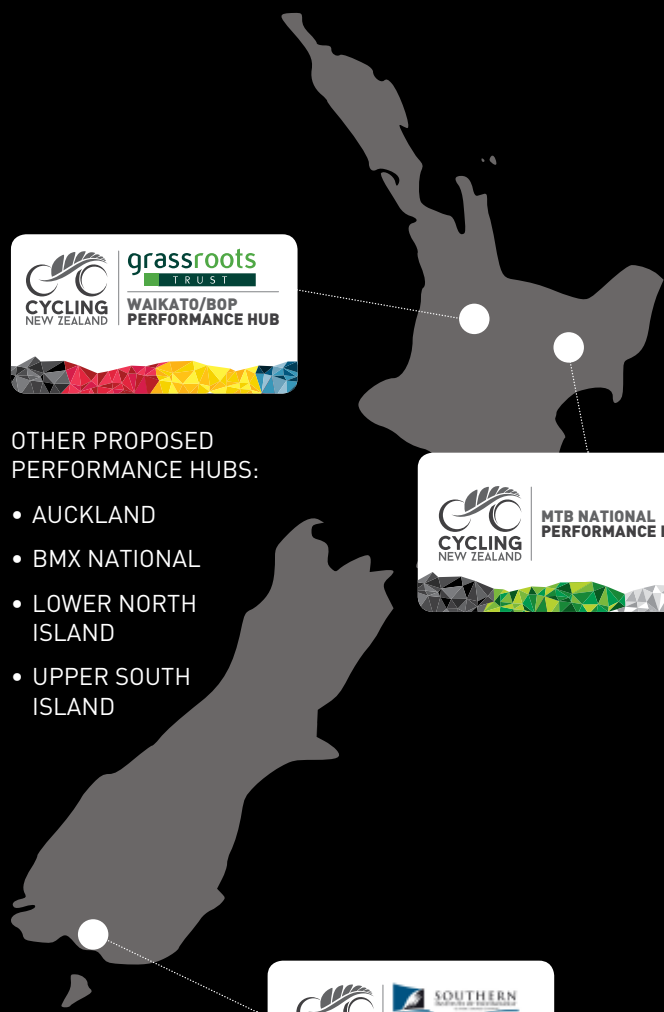 grassroots
TRUST
CYCLING
NEW ZEALAND
WAIKATO/BOP
PERFORMANCE HUB
OTHER PROPOSED
PERFORMANCE HUBS:
• AUCKLAND
• BMX NATIONAL
• LOWER NORTH
ISLAND
• UPPER SOUTH
ISLAND
CYCLING
NEW ZEALAND
MTB NATIONAL
PERFORMANCE
SOUTHERN